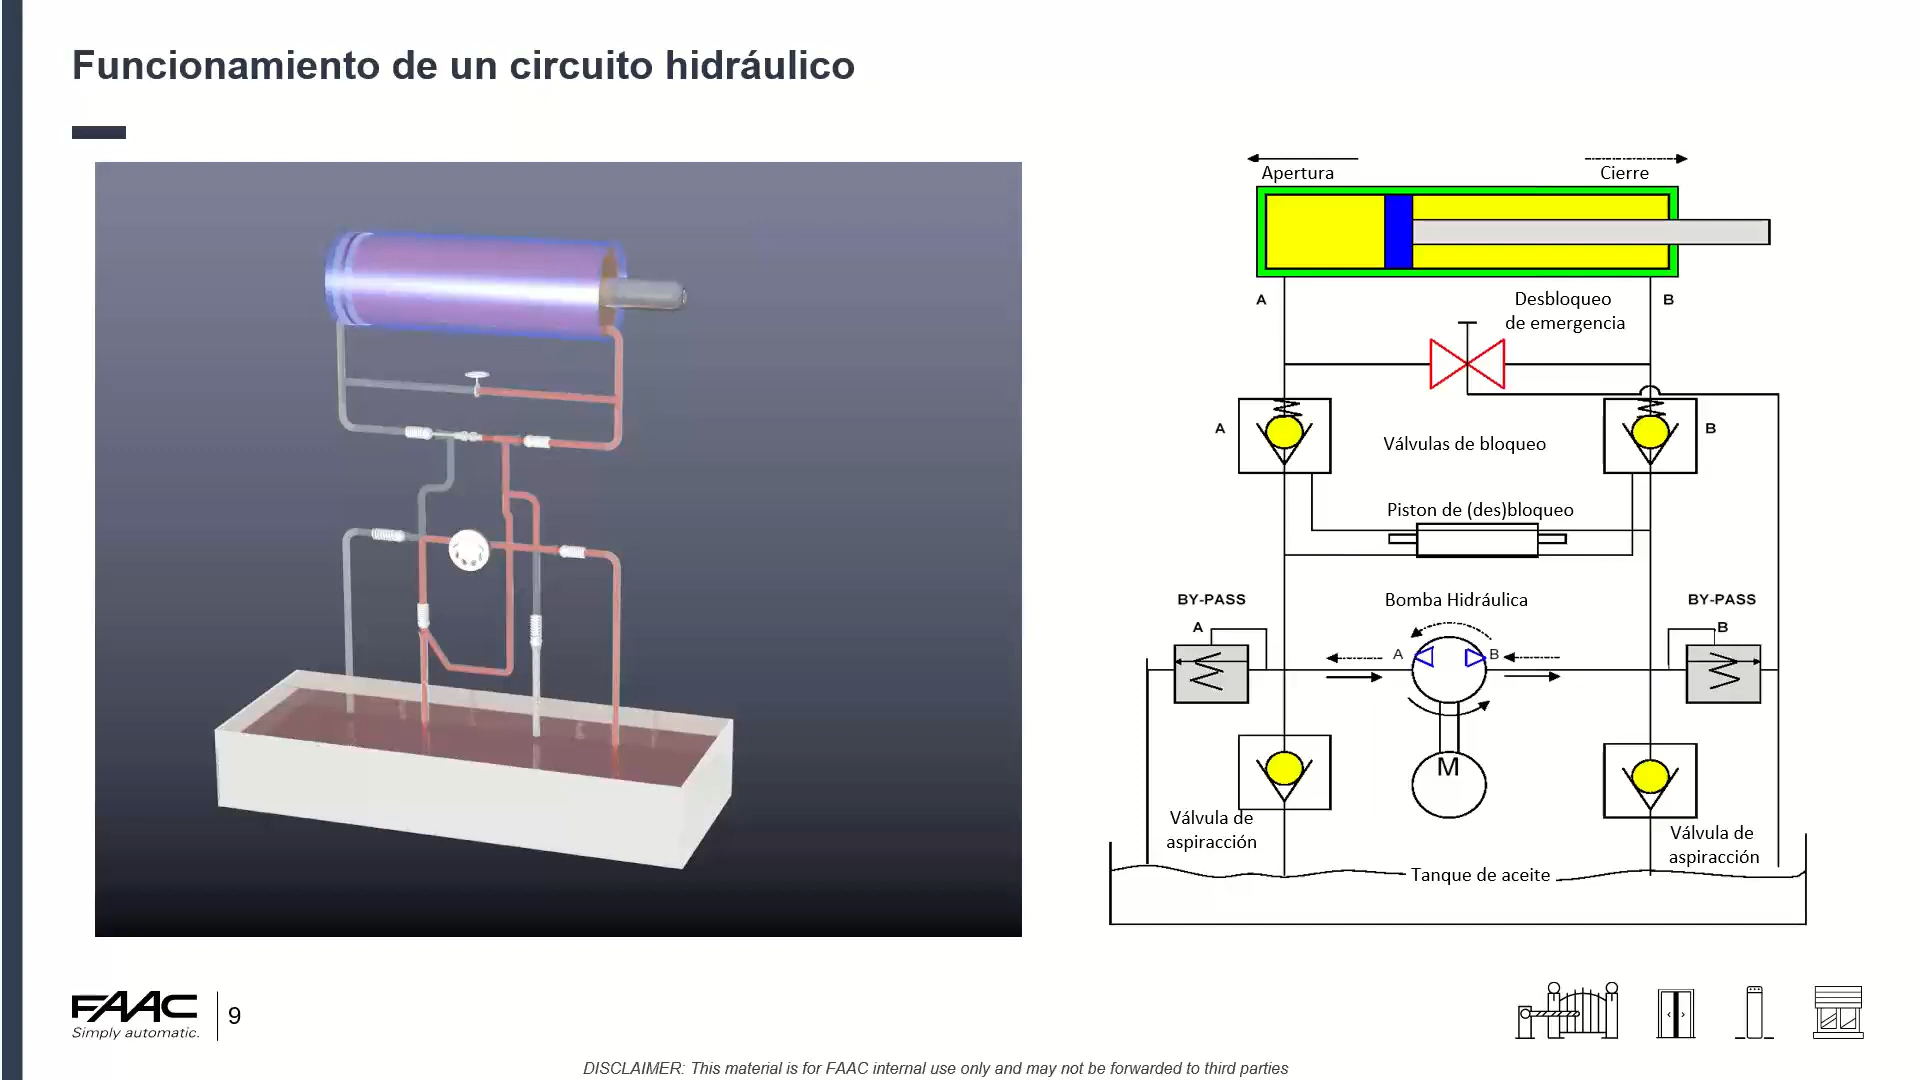 Funcionamiento de un circuito hidráulico
Apertura
Cierre
A
B
Desbloqueo
de emergencia
A
B
Válvulas de bloqueo
Piston de (des)bloqueo
BY-PASS
A
Bomba Hidráulica
BY-PASS
B
A
B
M
Válvula de
aspiracción
Válvula de
aspiracción
Tanque de aceite
FAAC
Simply automatic.
9
DISCLAIMER: This material is for FAAC internal use only and may not be forwarded to third parties